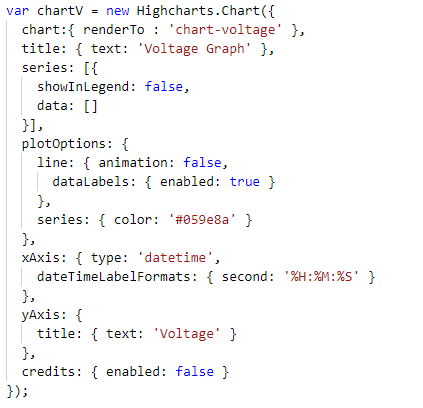 var chartV = new Highcharts.Chart({
  chart:{ renderTo : 'chart-voltage' },
  title: { text: 'Voltage Graph' },
  series: [{
    showInLegend: false,
    data: []
  }],
  plotOptions: {
    line: { animation: false,
      dataLabels: { enabled: true }
    },
    series: { color: '#059e8a' }
  },
  xAxis: { type: 'datetime',
    dateTimeLabelFormats: { second: '%H:%M:%S' }
  },
  yAxis: {
    title: { text: 'Voltage' }
  },
  credits: { enabled: false }
});